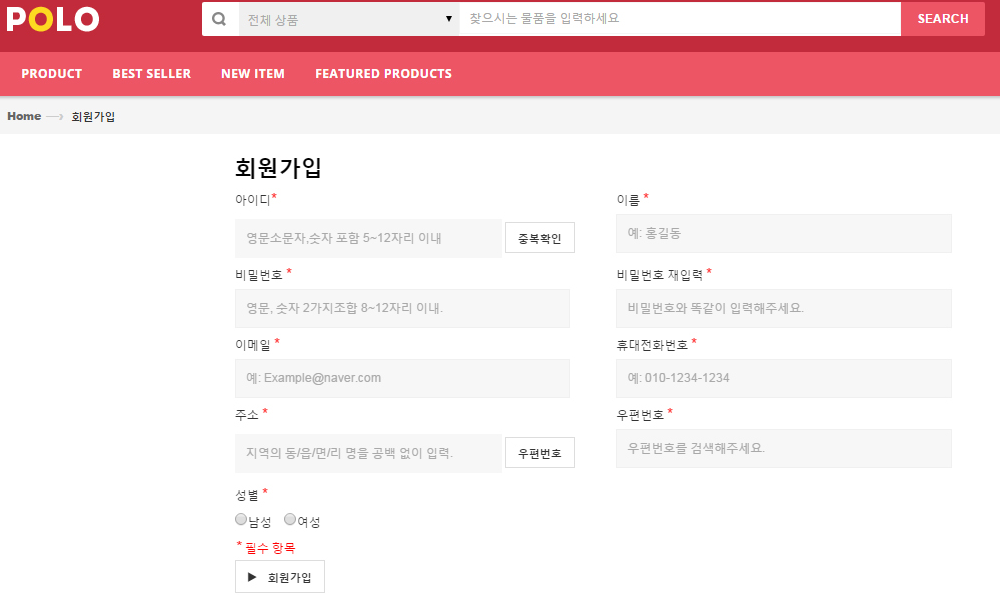 POLO 전체 상품 ▼ 찾으시는 물품을 입력하세요 SEARCH
PRODUCT BEST SELLER NEW ITEM FEATURED PRODUCTS
Home 회원가입
회원가입
아이디* 이름 *
영문소문자,숫자 포함 5~12자리 이내 중복확인 예: 홍길동
비밀번호 * 비밀번호 재입력 *
영문, 숫자 2가지조합 8~12자리 이내. 비밀번호와 똑같이 입력해주세요.
이메일 * 휴대전화번호 *
예: Example@naver.com 예: 010-1234-1234
주소 * 우편번호 *
지역의 동/읍/면/리 명을 공백 없이 입력. 우편번호 우편번호를 검색해주세요.
성별 *
남성 여성
* 필수 항목
▶ 회원가입